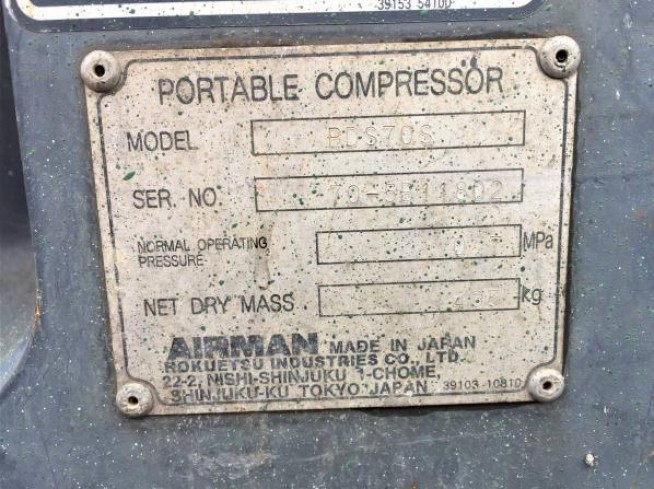 39153 54100
PORTABLE COMPRESSOR
MODEL PDS70S
SER. NO.
NORMAL OPERATING
PRESSURE MPa
NET DRY MASS kg
AIRMAN MADE IN JAPAN
HOKUETSU INDUSTRIES CO., LTD.
22-2, NISHI-SHINJUKU 1-CHOME,
SHINJUKU-KU TOKYO JAPAN 39103 10810